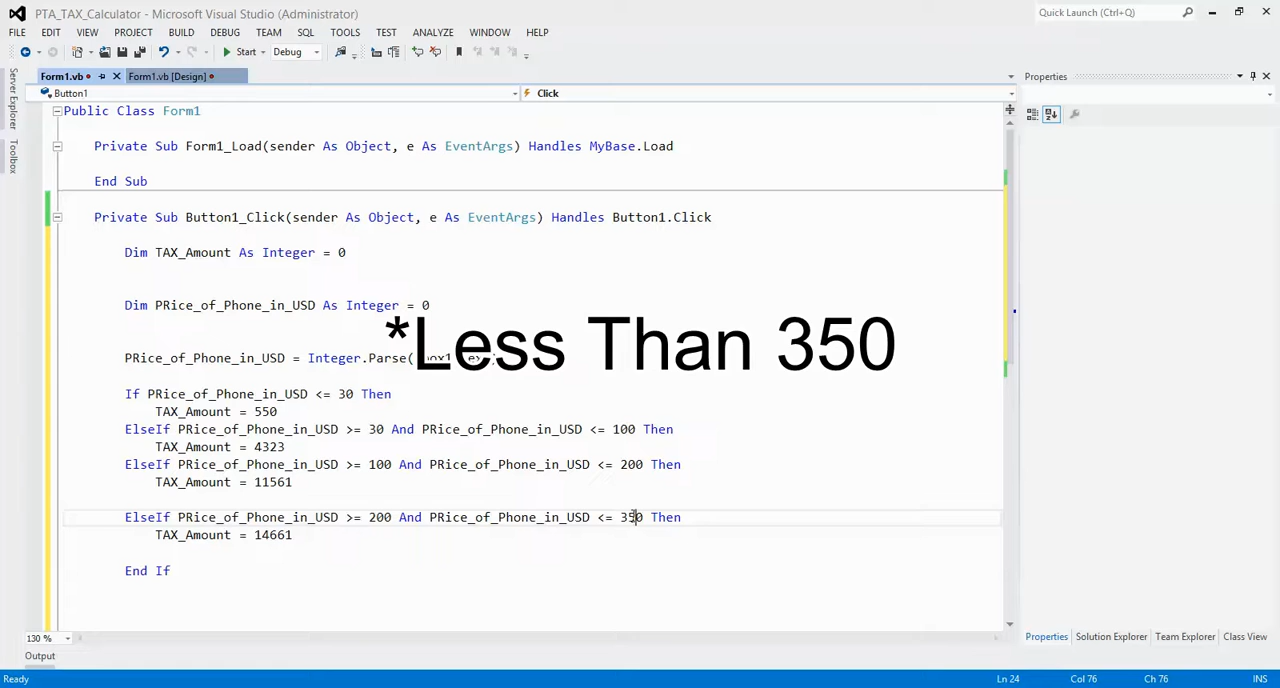 PTA_TAX_Calculator - Microsoft Visual Studio (Administrator)
Quick Launch (Ctrl+Q)
FILE EDIT VIEW PROJECT BUILD DEBUG TEAM SQL TOOLS TEST ANALYZE WINDOW HELP
Start Debug
Server Explorer
Toolbox
Form1.vb Form1.vb [Design]
Properties
Button1 Click
Public Class Form1
Private Sub Form1_Load(sender As Object, e As EventArgs) Handles MyBase.Load
End Sub
Private Sub Button1_Click(sender As Object, e As EventArgs) Handles Button1.Click
Dim TAX_Amount As Integer = 0
Dim PRice_of_Phone_in_USD As Integer = 0
*Less Than 350
PRice_of_Phone_in_USD = Integer.Parse(
If PRice_of_Phone_in_USD <= 30 Then
TAX_Amount = 550
ElseIf PRice_of_Phone_in_USD >= 30 And PRice_of_Phone_in_USD <= 100 Then
TAX_Amount = 4323
ElseIf PRice_of_Phone_in_USD >= 100 And PRice_of_Phone_in_USD <= 200 Then
TAX_Amount = 11561
ElseIf PRice_of_Phone_in_USD >= 200 And PRice_of_Phone_in_USD <= 350 Then
TAX_Amount = 14661
End If
130 %
Properties Solution Explorer Team Explorer Class View
Output
Ready Ln 24 Col 76 Ch 76 INS